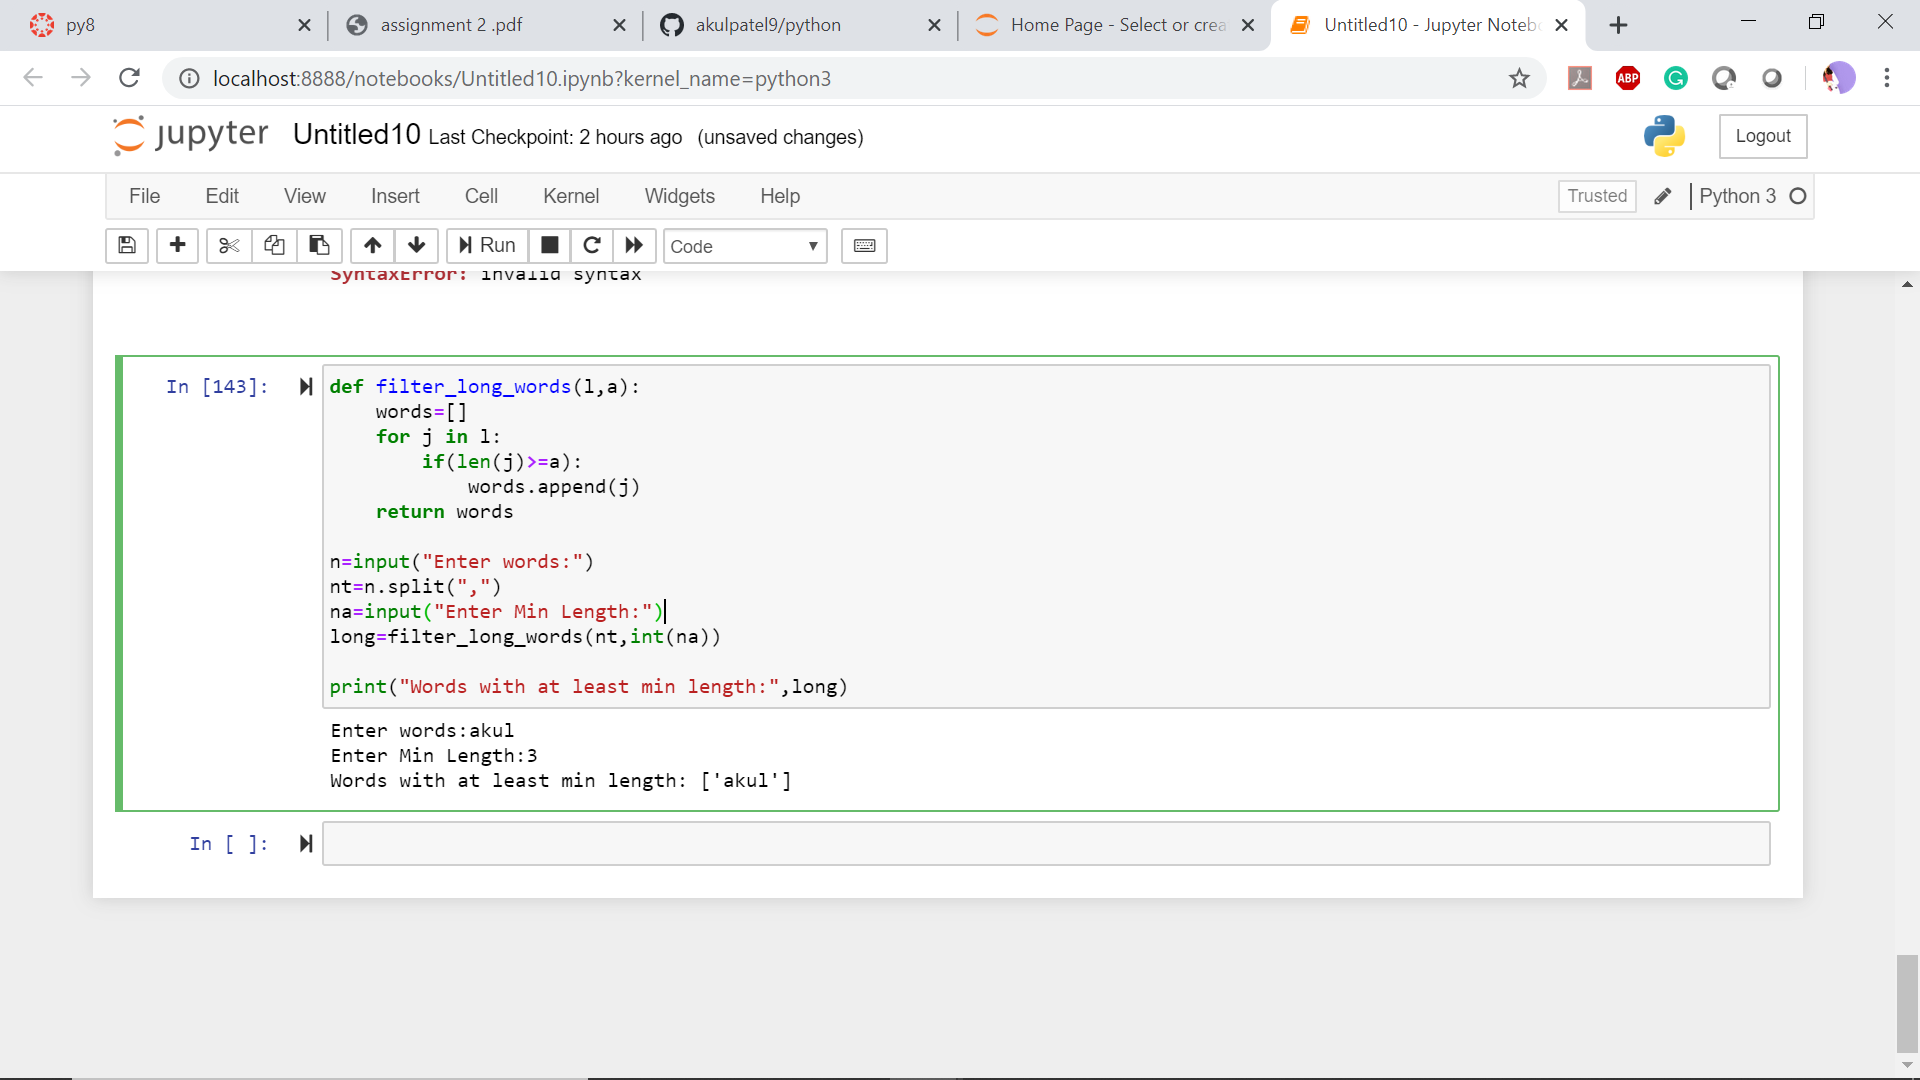 py8
assignment 2 .pdf
akulpatel9/python
Home Page - Select or crea
Untitled10 - Jupyter Notebo
localhost:8888/notebooks/Untitled10.ipynb?kernel_name=python3
ABP
jupyter Untitled10 Last Checkpoint: 2 hours ago (unsaved changes)
Logout
File Edit View Insert Cell Kernel Widgets Help
Trusted Python 3
Run Code
SyntaxError: invalid syntax
In [143]:
def filter_long_words(l,a):
    words=[]
    for j in l:
        if(len(j)>=a):
            words.append(j)
    return words
n=input("Enter words:")
nt=n.split(",")
na=input("Enter Min Length:")
long=filter_long_words(nt,int(na))
print("Words with at least min length:",long)
Enter words:akul
Enter Min Length:3
Words with at least min length: ['akul']
In [ ]: